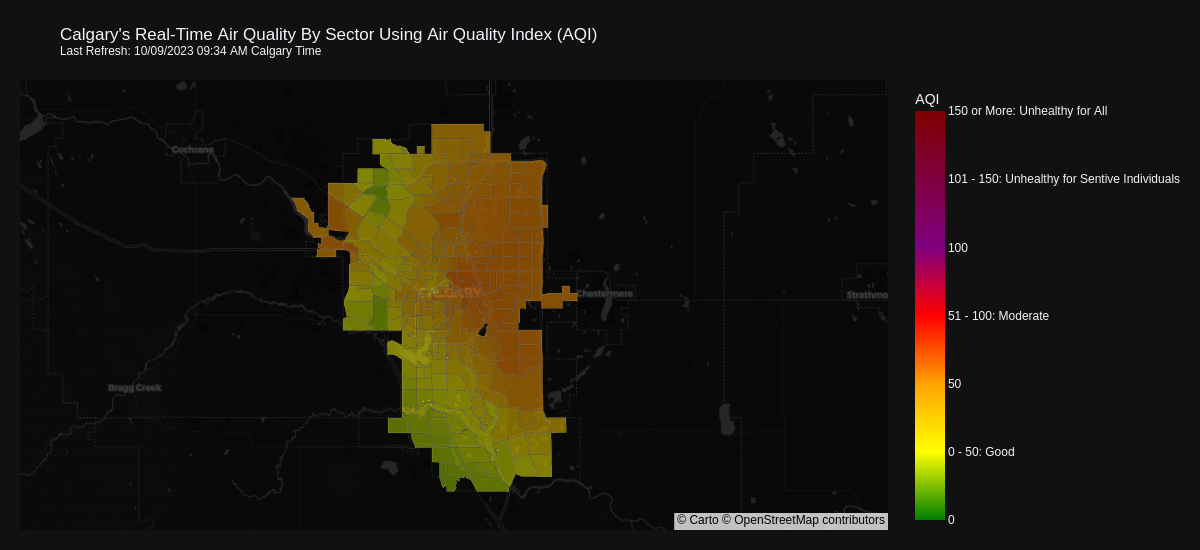 Calgary's Real-Time Air Quality By Sector Using Air Quality Index (AQI)
Last Refresh: 10/09/2023 09:34 AM Calgary Time
AQI
150 or More: Unhealthy for All
Cochrane
101 - 150: Unhealthy for Sentive Individuals
100
CALGARY
Chestermere
Strathmo
51 - 100: Moderate
Bragg Creek
50
0 - 50: Good
0
© Carto © OpenStreetMap contributors